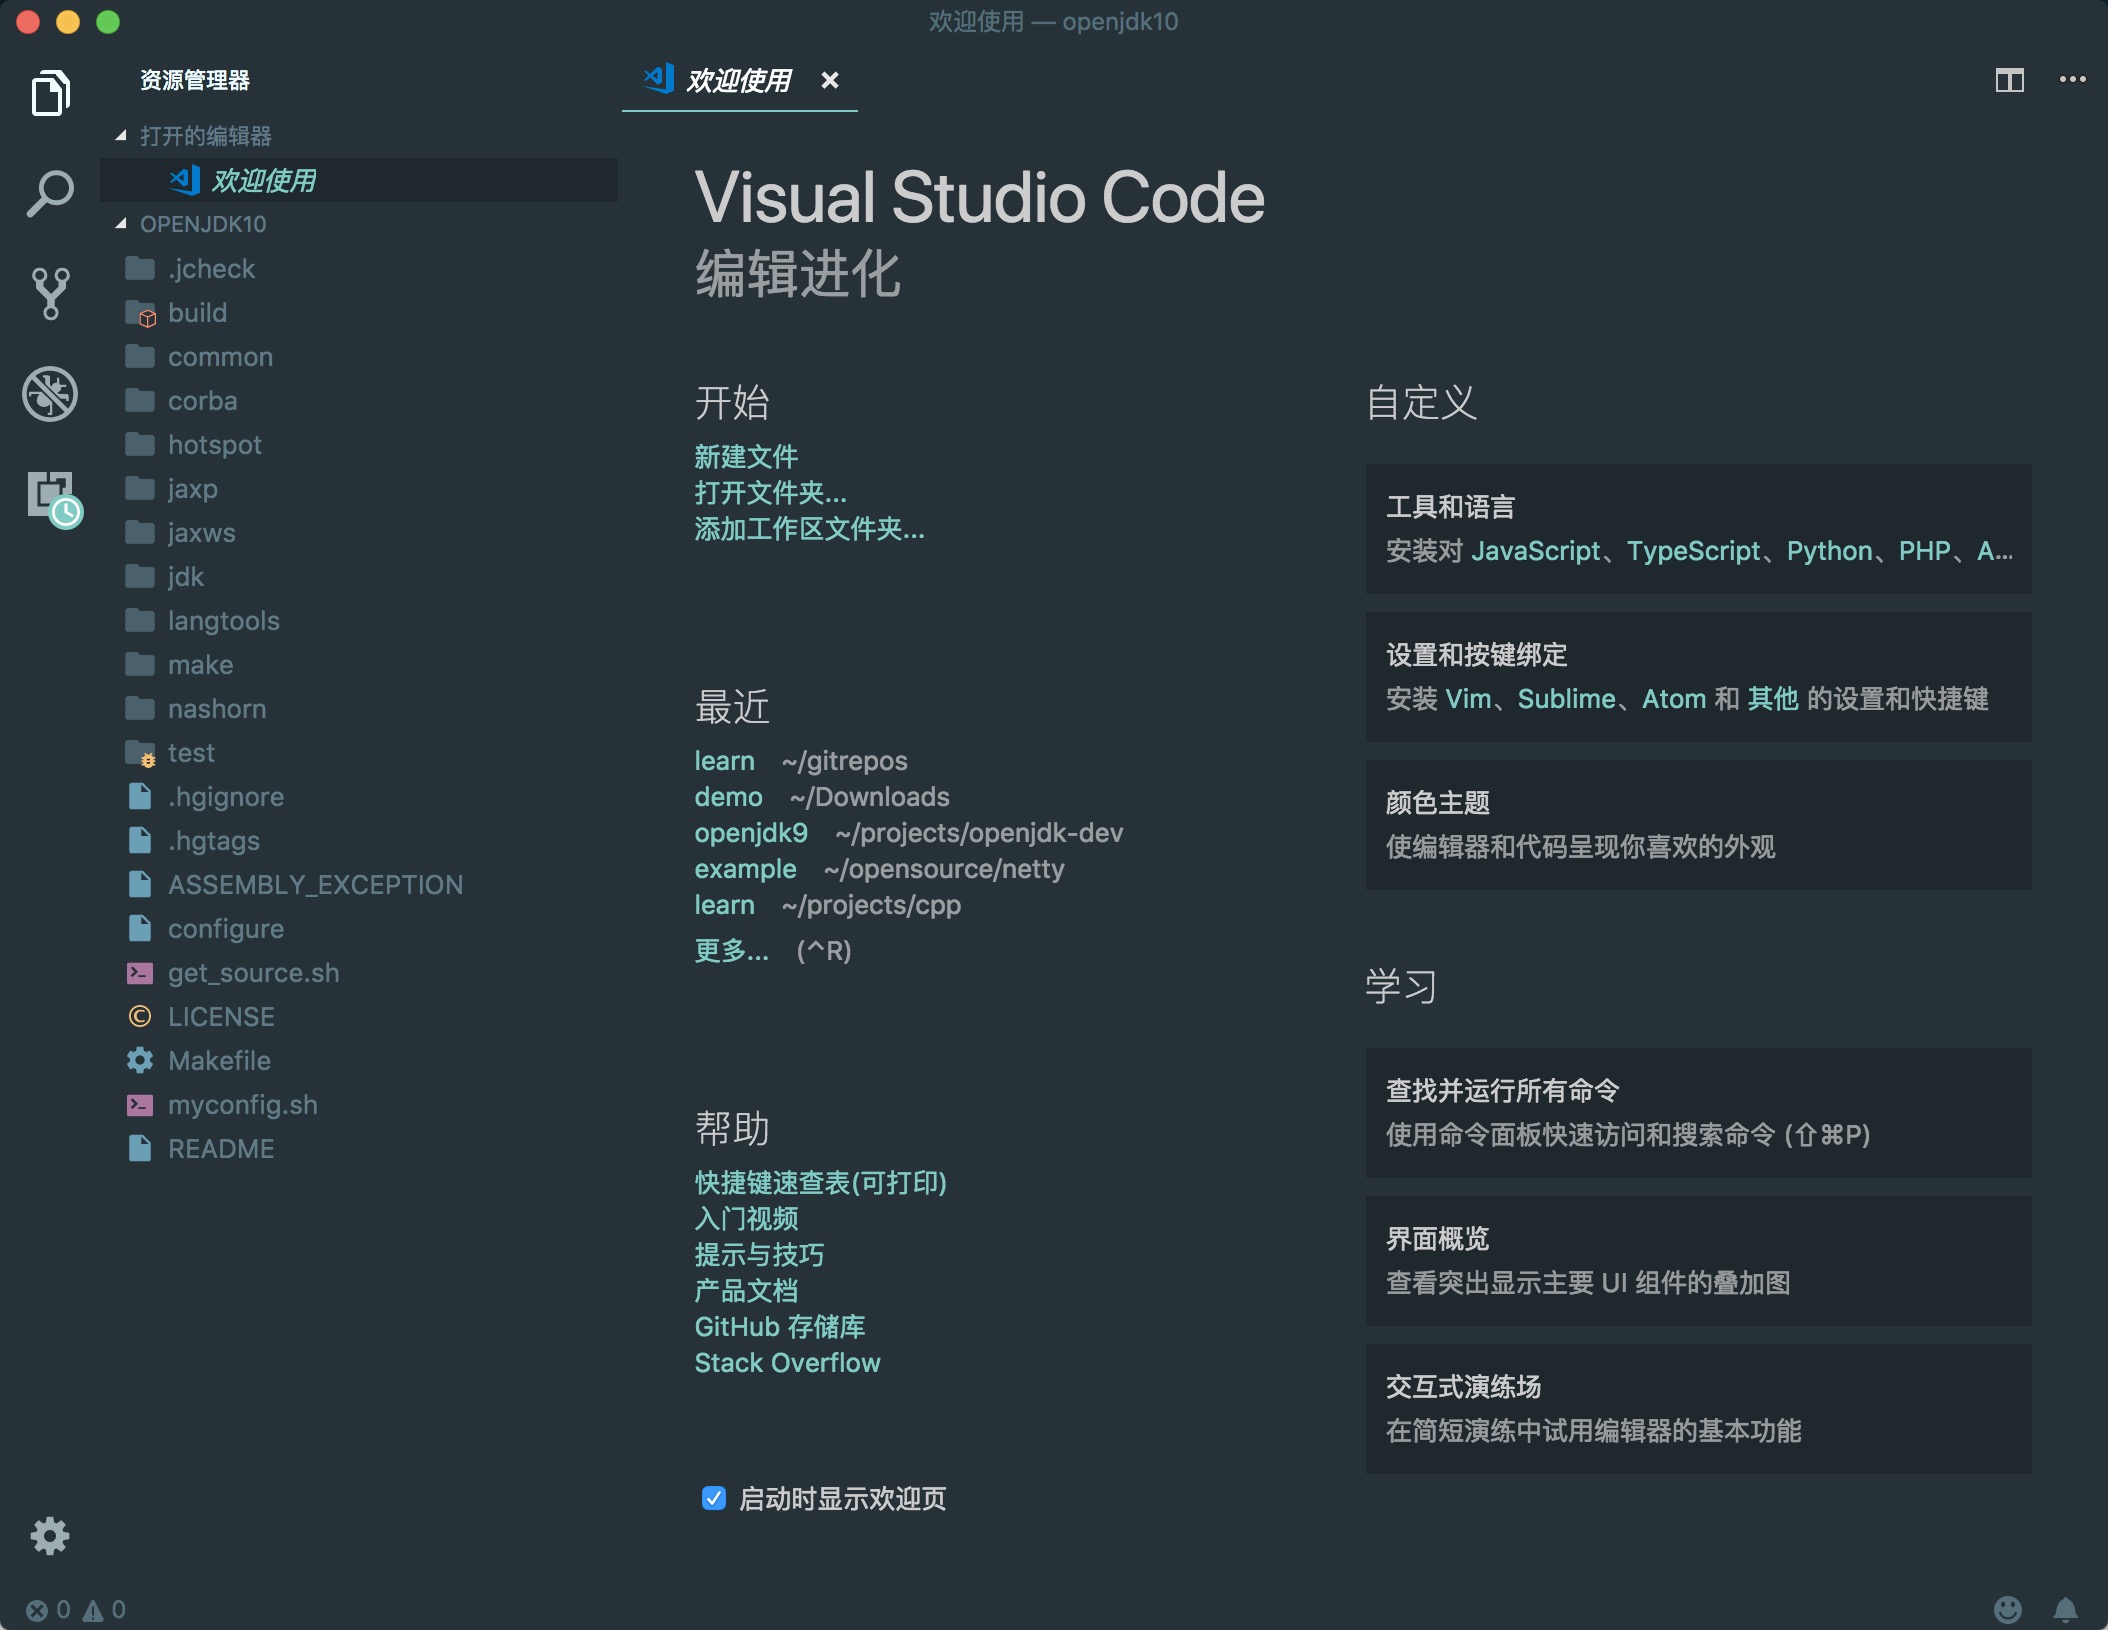 欢迎使用 — openjdk10
资源管理器
打开的编辑器
欢迎使用
OPENJDK10
.jcheck
build
common
corba
hotspot
jaxp
jaxws
jdk
langtools
make
nashorn
test
.hgignore
.hgtags
ASSEMBLY_EXCEPTION
configure
get_source.sh
LICENSE
Makefile
myconfig.sh
README
欢迎使用
Visual Studio Code
编辑进化
开始
新建文件
打开文件夹...
添加工作区文件夹...
最近
learn ~/gitrepos
demo ~/Downloads
openjdk9 ~/projects/openjdk-dev
example ~/opensource/netty
learn ~/projects/cpp
更多... (^R)
帮助
快捷键速查表(可打印)
入门视频
提示与技巧
产品文档
GitHub 存储库
Stack Overflow
启动时显示欢迎页
自定义
工具和语言
安装对 JavaScript、TypeScript、Python、PHP、A...
设置和按键绑定
安装 Vim、Sublime、Atom 和 其他 的设置和快捷键
颜色主题
使编辑器和代码呈现你喜欢的外观
学习
查找并运行所有命令
使用命令面板快速访问和搜索命令 (⇧⌘P)
界面概览
查看突出显示主要 UI 组件的叠加图
交互式演练场
在简短演练中试用编辑器的基本功能
0 0